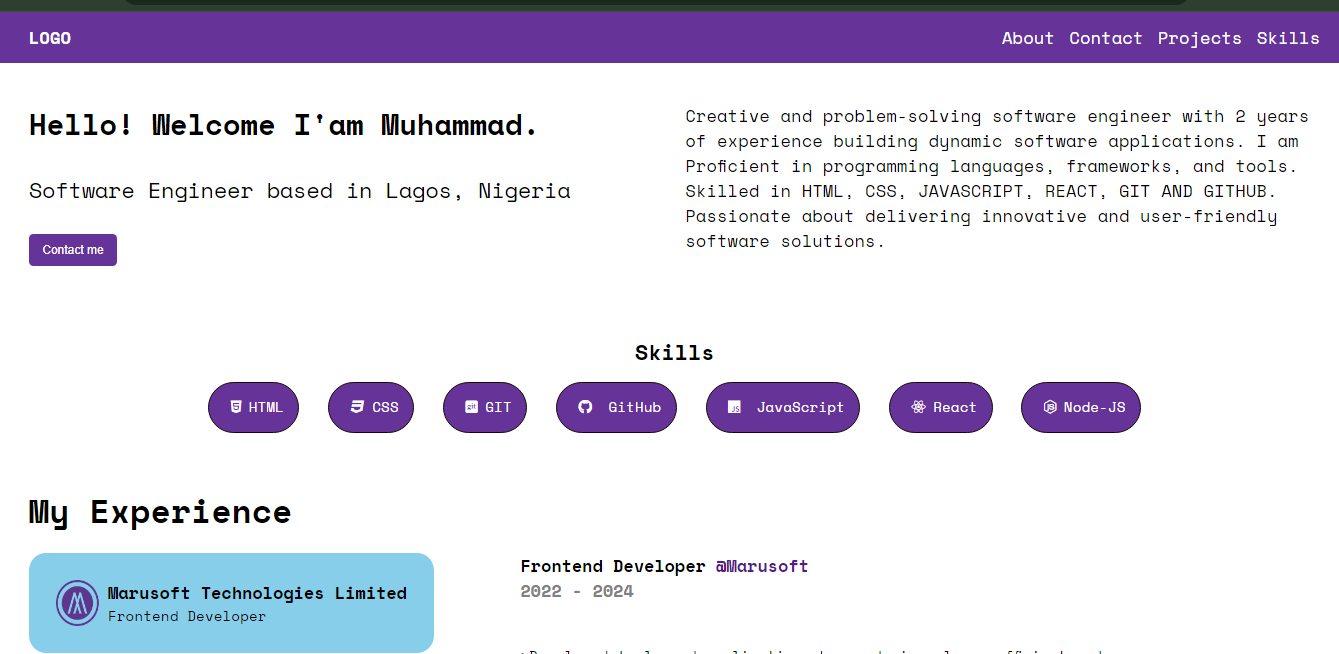 LOGO
About Contact Projects Skills
Hello! Welcome I'am Muhammad.
Software Engineer based in Lagos, Nigeria
Contact me
Creative and problem-solving software engineer with 2 years
of experience building dynamic software applications. I am
Proficient in programming languages, frameworks, and tools.
Skilled in HTML, CSS, JAVASCRIPT, REACT, GIT AND GITHUB.
Passionate about delivering innovative and user-friendly
software solutions.
Skills
HTML CSS GIT GitHub JavaScript React Node-JS
My Experience
Marusoft Technologies Limited
Frontend Developer
Frontend Developer @Marusoft
2022 - 2024